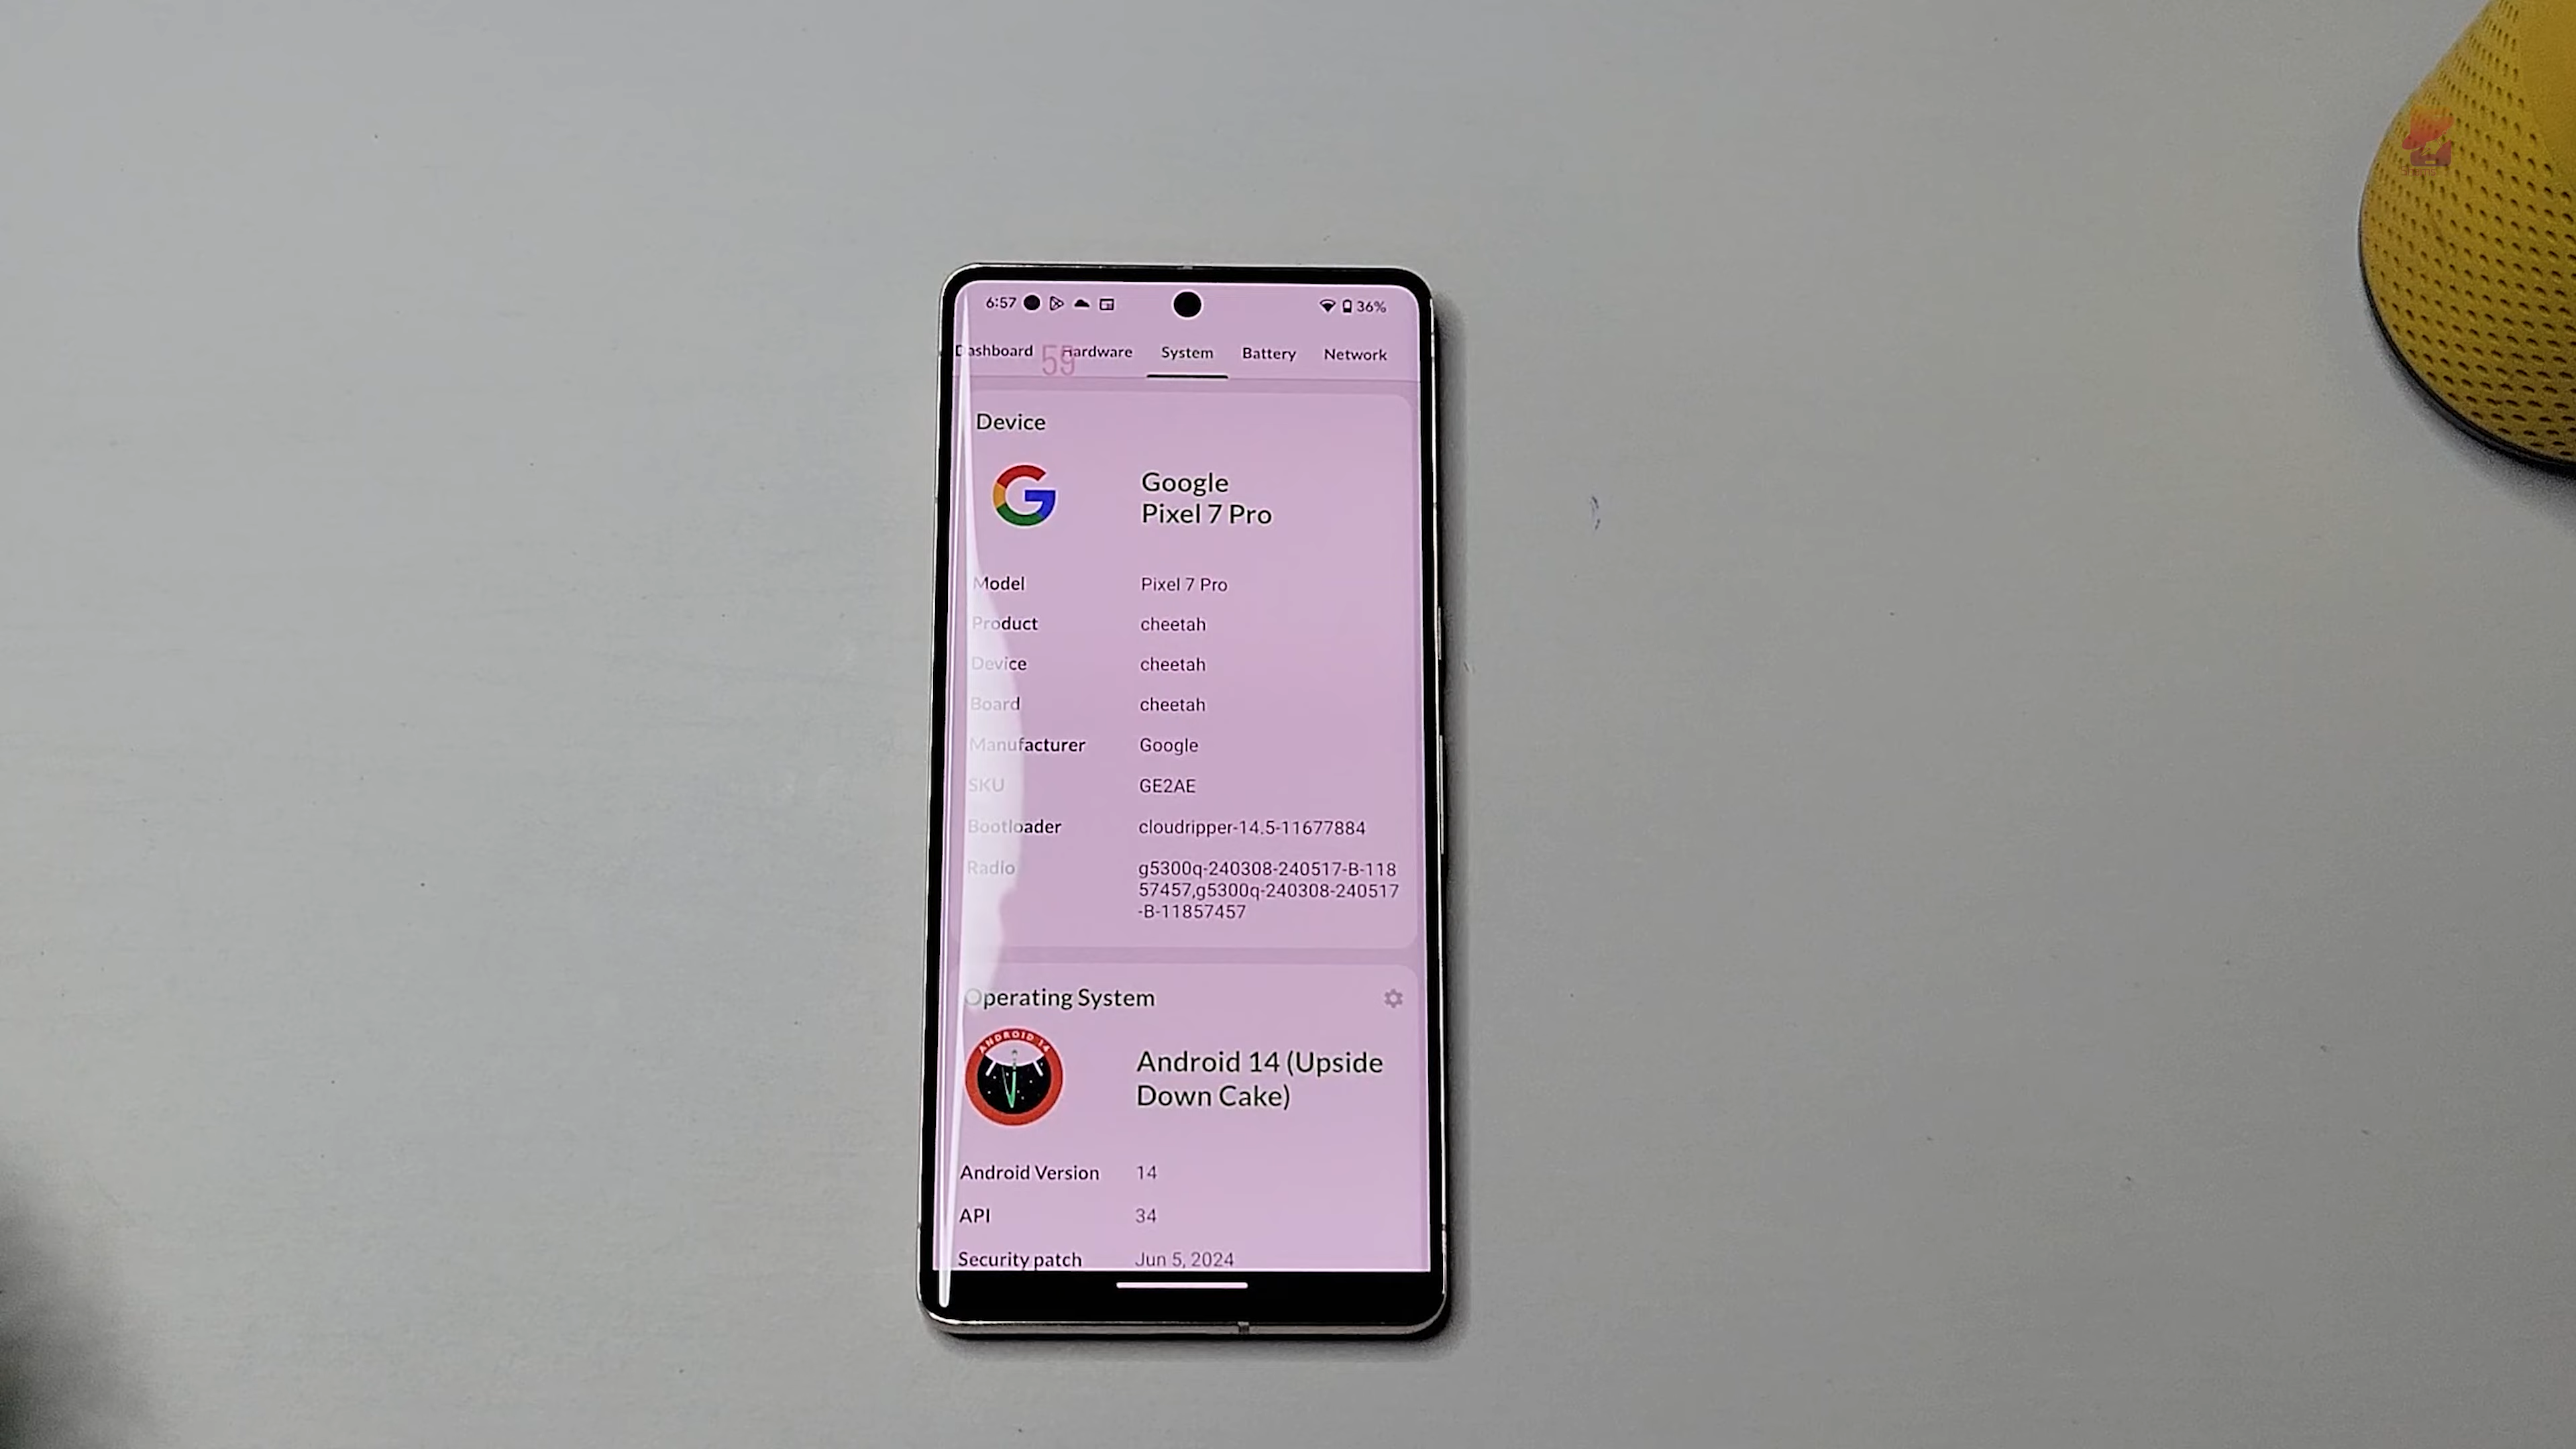 6:57 36%
59
Dashboard Hardware System Battery Network
Device
Google
Pixel 7 Pro
Model Pixel 7 Pro
Product cheetah
Device cheetah
Board cheetah
Manufacturer Google
SKU GE2AE
Bootloader cloudripper-14.5-11677884
Radio g5300q-240308-240517-B-118
57457,g5300q-240308-240517
-B-11857457
Operating System
ANDROID 14
Android 14 (Upside
Down Cake)
Android Version 14
API 34
Security patch Jun 5, 2024